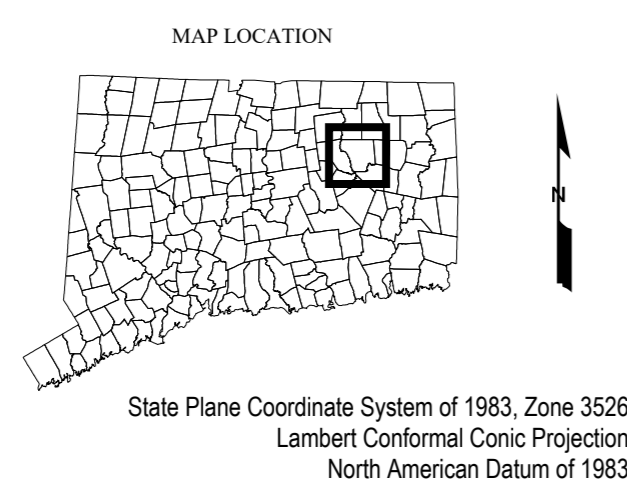 MAP LOCATION
N
State Plane Coordinate System of 1983, Zone 3526
Lambert Conformal Conic Projection
North American Datum of 1983